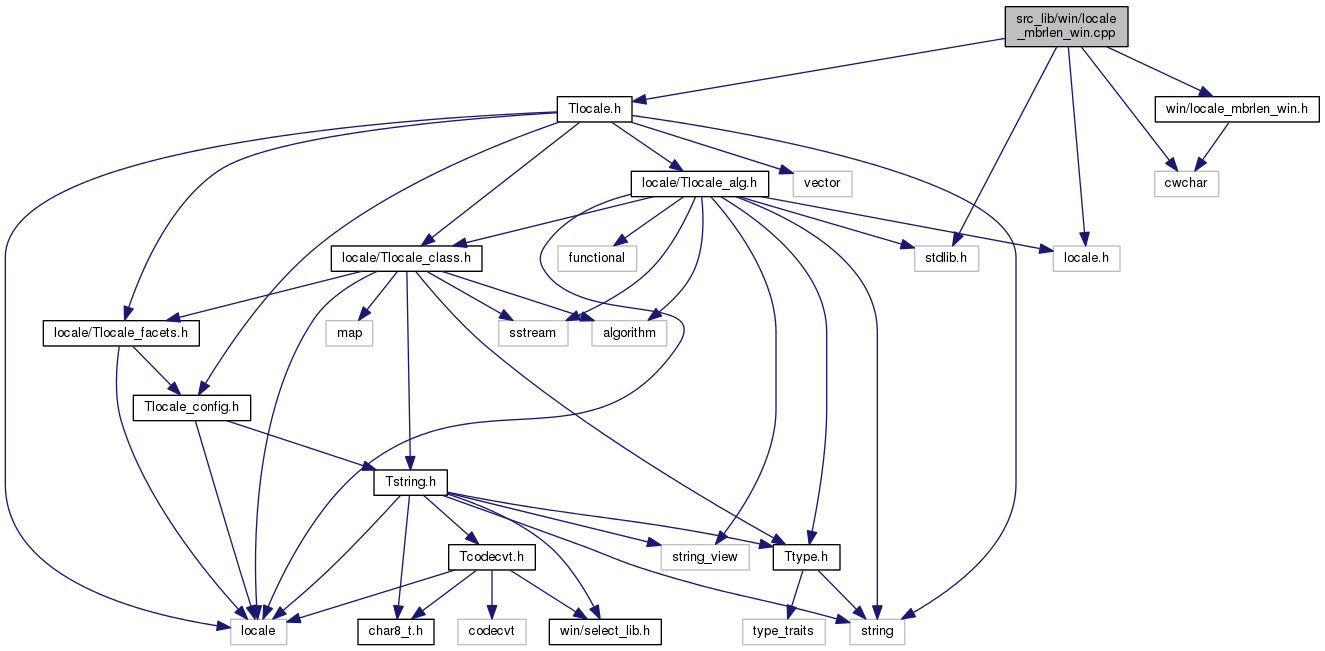 src_lib/win/locale
_mbrlen_win.cpp
Tlocale.h
win/locale_mbrlen_win.h
locale/Tlocale_alg.h
vector
cwchar
locale/Tlocale_class.h
functional
stdlib.h
locale.h
locale/Tlocale_facets.h
map
sstream
algorithm
Tlocale_config.h
Tstring.h
Tcodecvt.h
string_view
Ttype.h
locale
char8_t.h
codecvt
win/select_lib.h
type_traits
string